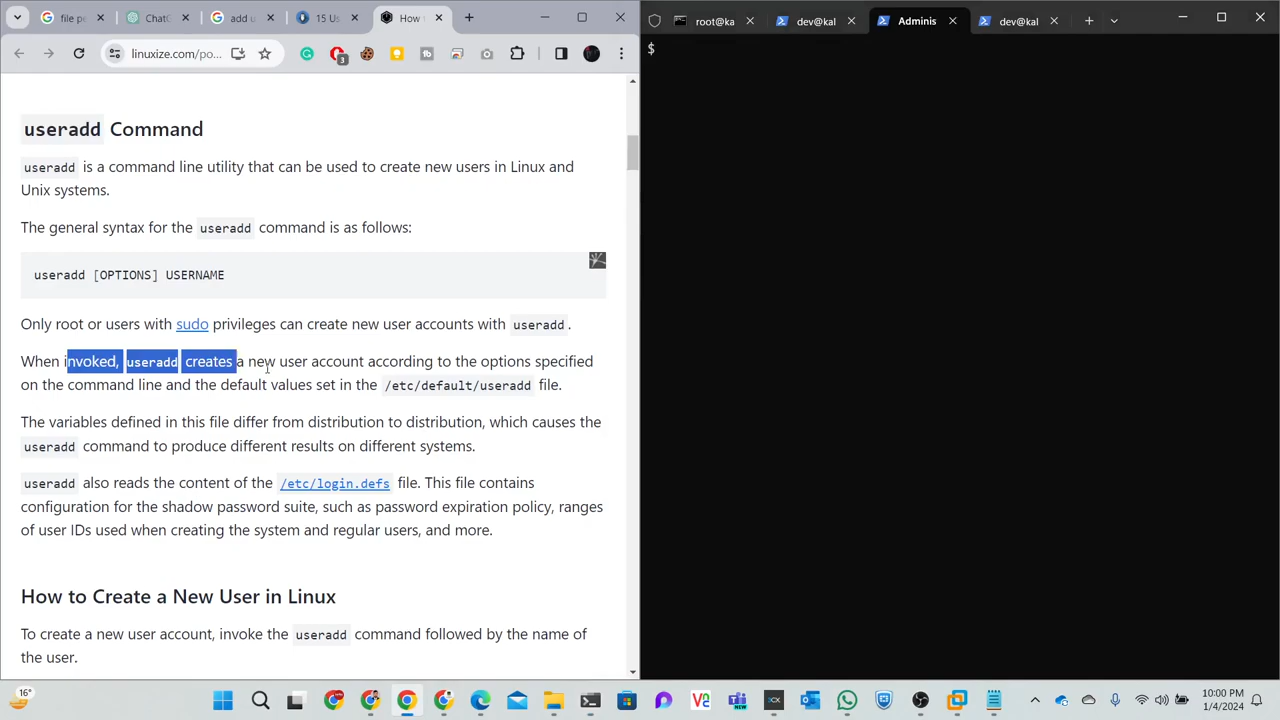 go like pe
ChatG
add u
15 Us
How t
linuxize.com/po...
3
useradd Command
useradd is a command line utility that can be used to create new users in Linux and
Unix systems.
The general syntax for the useradd command is as follows:
useradd [OPTIONS] USERNAME
Only root or users with sudo privileges can create new user accounts with useradd.
When invoked, useradd creates a new user account according to the options specified
on the command line and the default values set in the /etc/default/useradd file.
The variables defined in this file differ from distribution to distribution, which causes the
useradd command to produce different results on different systems.
useradd also reads the content of the /etc/login.defs file. This file contains
configuration for the shadow password suite, such as password expiration policy, ranges
of user IDs used when creating the system and regular users, and more.
How to Create a New User in Linux
To create a new user account, invoke the useradd command followed by the name of
the user.
root@ka
dev@kal
Adminis
dev@kal
$
16°
10:00 PM
1/4/2024